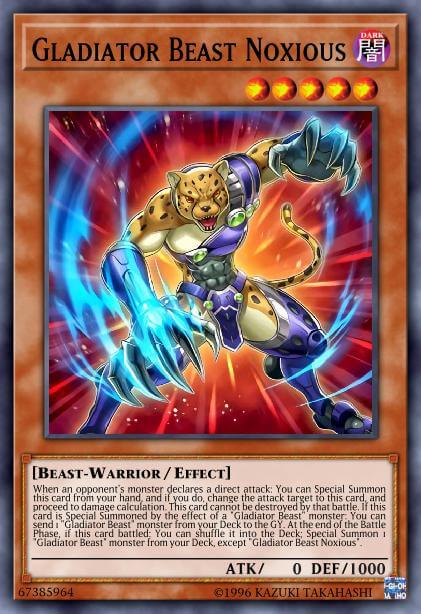 GLADIATOR BEAST NOXIOUS
DARK
闇
[BEAST-WARRIOR / EFFECT]
When an opponent's monster declares a direct attack: You can Special Summon
this card from your hand, and if you do, change the attack target to this card, and
proceed to damage calculation. This card cannot be destroyed by that battle. If this
card is Special Summoned by the effect of a "Gladiator Beast" monster: You can
send 1 "Gladiator Beast" monster from your Deck to the GY. At the end of the Battle
Phase, if this card battled: You can shuffle it into the Deck; Special Summon 1
"Gladiator Beast" monster from your Deck, except "Gladiator Beast Noxious".
ATK/ 0 DEF/1000
67385964 ©1996 KAZUKI TAKAHASHI